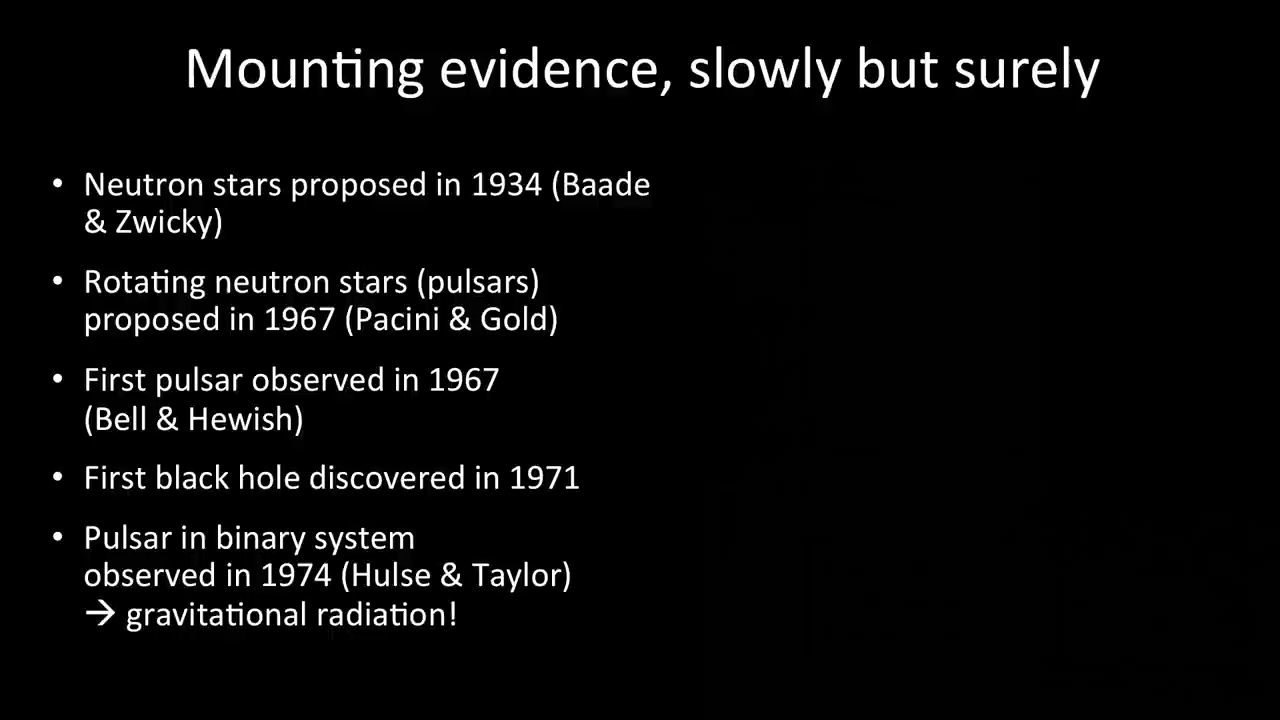 Mounting evidence, slowly but surely
• Neutron stars proposed in 1934 (Baade
& Zwicky)
• Rotating neutron stars (pulsars)
proposed in 1967 (Pacini & Gold)
• First pulsar observed in 1967
(Bell & Hewish)
• First black hole discovered in 1971
• Pulsar in binary system
observed in 1974 (Hulse & Taylor)
→ gravitational radiation!